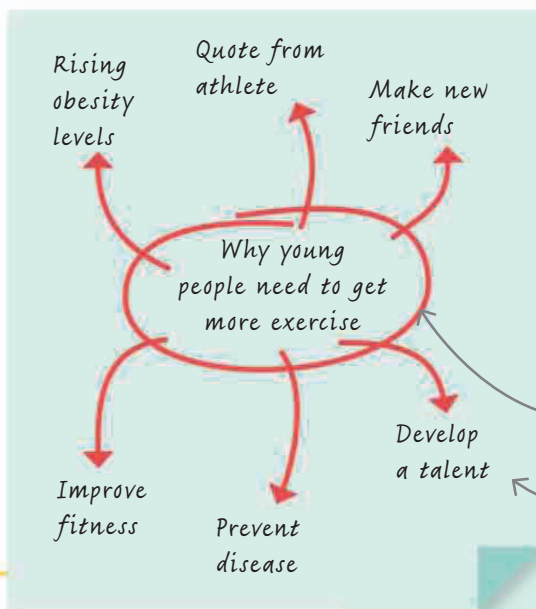 Rising
obesity
levels
Quote from
athlete
Make new
friends
Why young
people need to get
more exercise
Improve
fitness
Prevent
disease
Develop
a talent